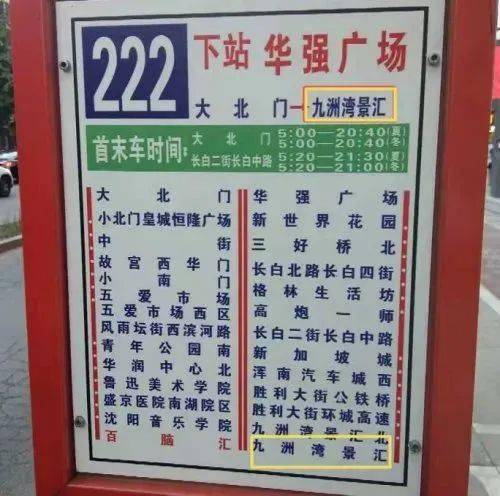 222
下站 华强广场
大北门—九洲湾景汇
首末车时间:
大北门 5:00—20:40(夏)
5:00—20:40(冬)
长白二街长白中路 5:20—21:30(夏)
5:20—21:00(冬)
大北门
小北门皇城恒隆广场
中街
故宫西华门
小南门
五爱市场
五爱市场西区
风雨坛街西滨河路
青年公园南
华润中心北
鲁迅美术学院
盛京医院南湖院区
沈阳音乐学院
百脑汇
华强广场
新世界花园
三好桥北
长白北路长白四街
格林生活坊
高炮一师
长白二街长白中路
新加坡城
浑南汽车城西
胜利大街公铁桥
胜利大街环城高速
九洲湾景汇北
九洲湾景汇